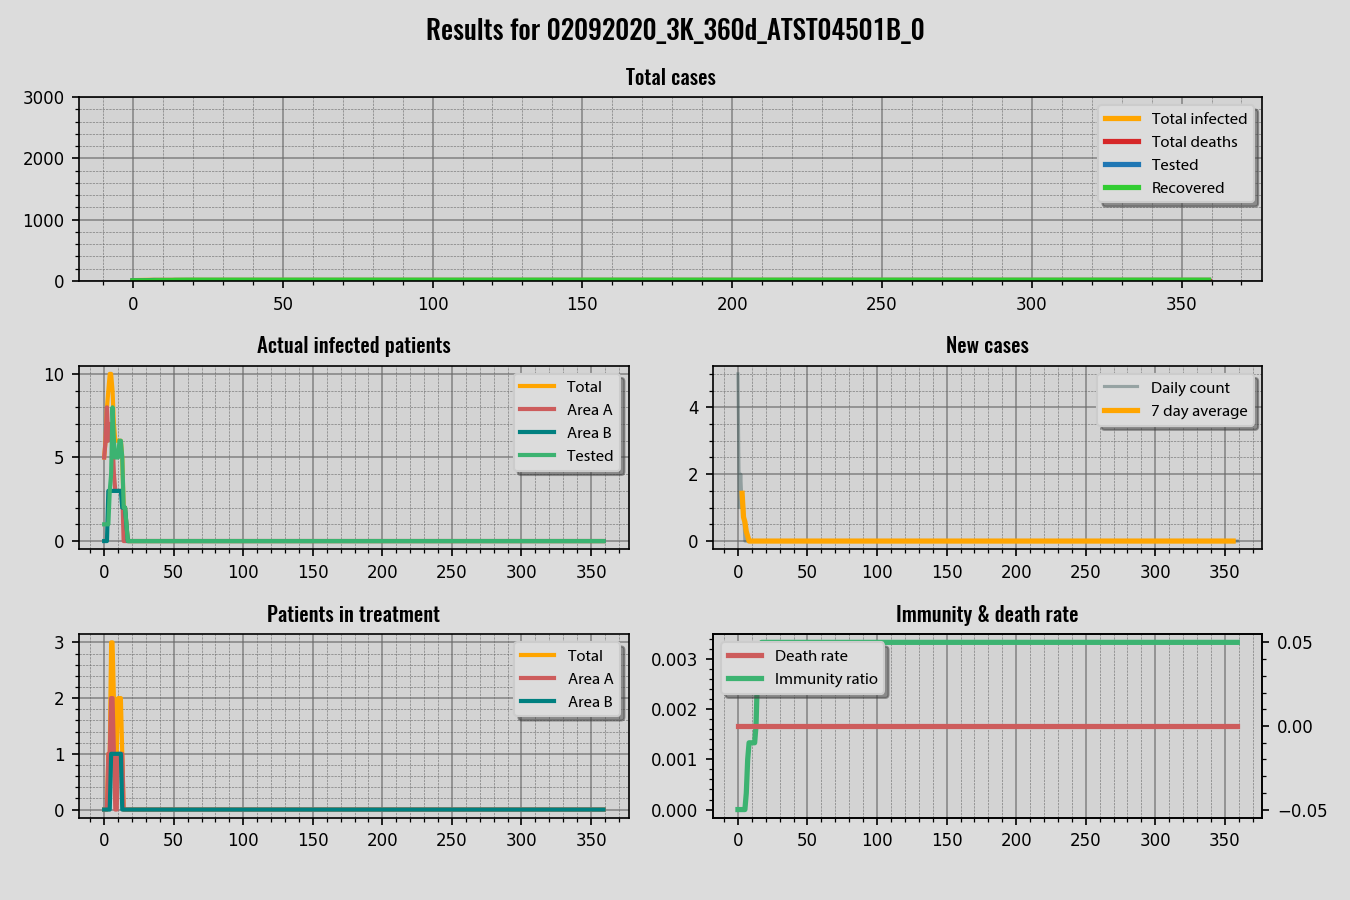 Results for 02092020_3K_360d_ATST04501B_0
Total cases
3000
2000
1000
0
Total infected
Total deaths
Tested
Recovered
0 50 100 150 200 250 300 350
Actual infected patients
10
5
0
Total
Area A
Area B
Tested
0 50 100 150 200 250 300 350
New cases
4
2
0
Daily count
7 day average
0 50 100 150 200 250 300 350
Patients in treatment
3
2
1
0
Total
Area A
Area B
0 50 100 150 200 250 300 350
Immunity & death rate
0.003
0.002
0.001
0.000
Death rate
Immunity ratio
0.05
0.00
−0.05
0 50 100 150 200 250 300 350